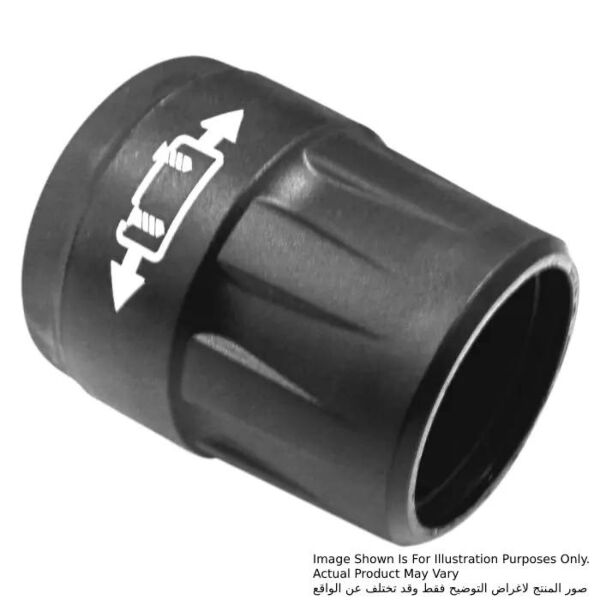 Image Shown Is For Illustration Purposes Only.
Actual Product May Vary
صور المنتج لاغراض التوضيح فقط وقد تختلف عن الواقع